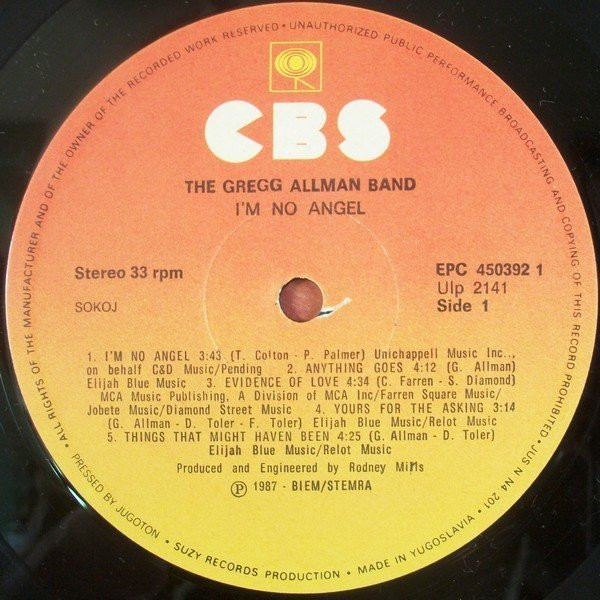 • ALL RIGHTS OF THE MANUFACTURER AND OF THE OWNER OF THE RECORDED WORK RESERVED • UNAUTHORIZED PUBLIC PERFORMANCE BROADCASTING AND COPYING OF THIS RECORD PROHIBITED • JUS N N4 201
CBS
THE GREGG ALLMAN BAND
I'M NO ANGEL
Stereo 33 rpm
SOKOJ
EPC 450392 1
Ulp 2141
Side 1
1. I'M NO ANGEL 3:43 (T. Colton - P. Palmer) Unichappell Music Inc..,
on behalf C&D Music/Pending 2. ANYTHING GOES 4:12 (G. Allman)
Elijah Blue Music 3. EVIDENCE OF LOVE 4:34 (C. Farren - S. Diamond)
MCA Music Publishing, A Division of MCA Inc/Farren Square Music/
Jobete Music/Diamond Street Music 4. YOURS FOR THE ASKING 3:14
(G. Allman - D. Toler - F. Toler) Elijah Blue Music/Relot Music
5. THINGS THAT MIGHT HAVEN BEEN 4:25 (G. Allman - D. Toler)
Elijah Blue Music/Relot Music
Produced and Engineered by Rodney Mills
Ⓟ 1987 - BIEM/STEMRA
PRESSED BY JUGOTON • SUZY RECORDS PRODUCTION • MADE IN YUGOSLAVIA •